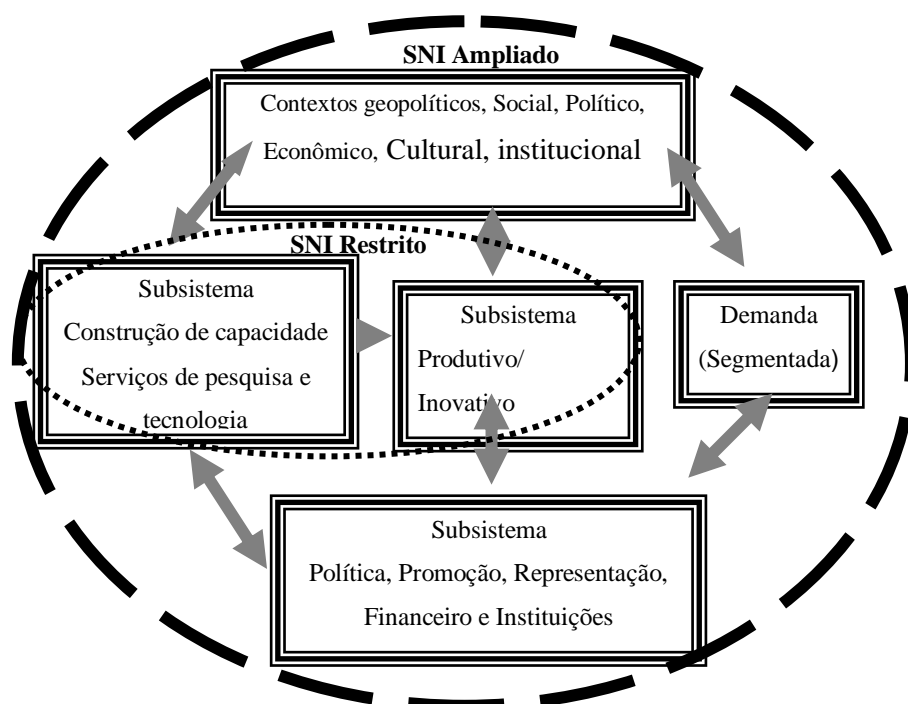 SNI Ampliado
Contextos geopolíticos, Social, Político,
Econômico, Cultural, institucional
SNI Restrito
Subsistema
Construção de capacidade
Serviços de pesquisa e
tecnologia
Subsistema
Produtivo/
Inovativo
Demanda
(Segmentada)
Subsistema
Política, Promoção, Representação,
Financeiro e Instituições